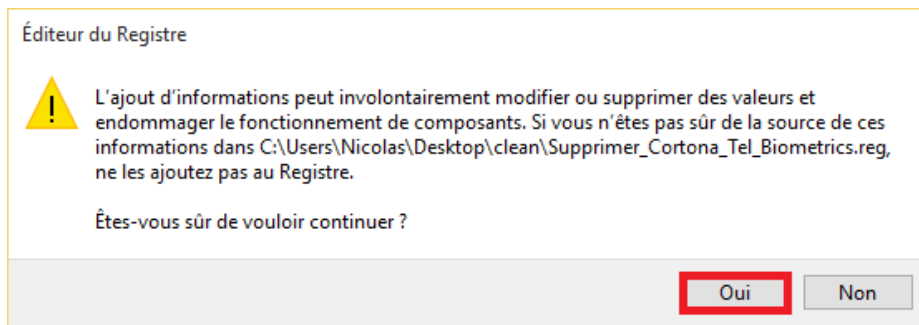 Éditeur du Registre
L'ajout d'informations peut involontairement modifier ou supprimer des valeurs et
endommager le fonctionnement de composants. Si vous n'êtes pas sûr de la source de ces
informations dans C:\Users\Nicolas\Desktop\clean\Supprimer_Cortona_Tel_Biometrics.reg,
ne les ajoutez pas au Registre.
Êtes-vous sûr de vouloir continuer ?
Oui Non